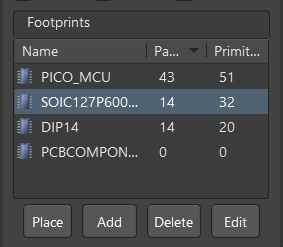 Footprints
Name Pa... Primit...
PICO_MCU 43 51
SOIC127P600... 14 32
DIP14 14 20
PCBCOMPON... 0 0
Place Add Delete Edit